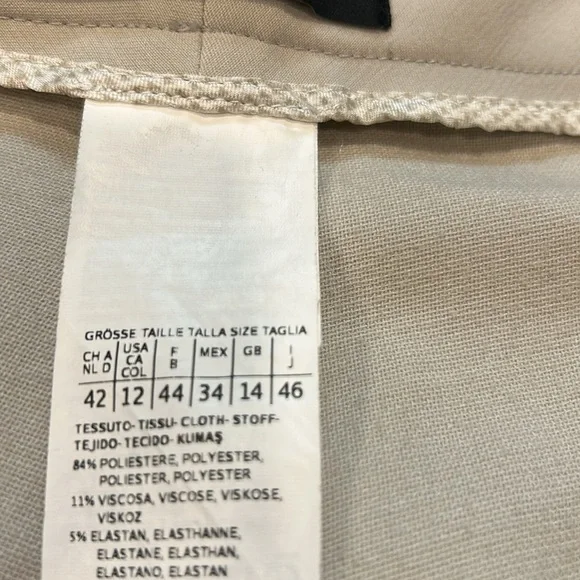 GRÖSSE TAILLE TALLA SIZE TAGLIA
CH A USA F MEX GB I
NL D CA B J
COL
42 12 44 34 14 46
TESSUTO-TISSU-CLOTH-STOFF-
TEJIDO-TECIDO-KUMAŞ
84% POLIESTERE, POLYESTER,
POLIESTER, POLYESTER
11% VISCOSA, VISCOSE, VISKOSE,
VISKOZ
5% ELASTAN, ELASTHANNE,
ELASTANE, ELASTHAN,
ELASTANO, ELASTAN